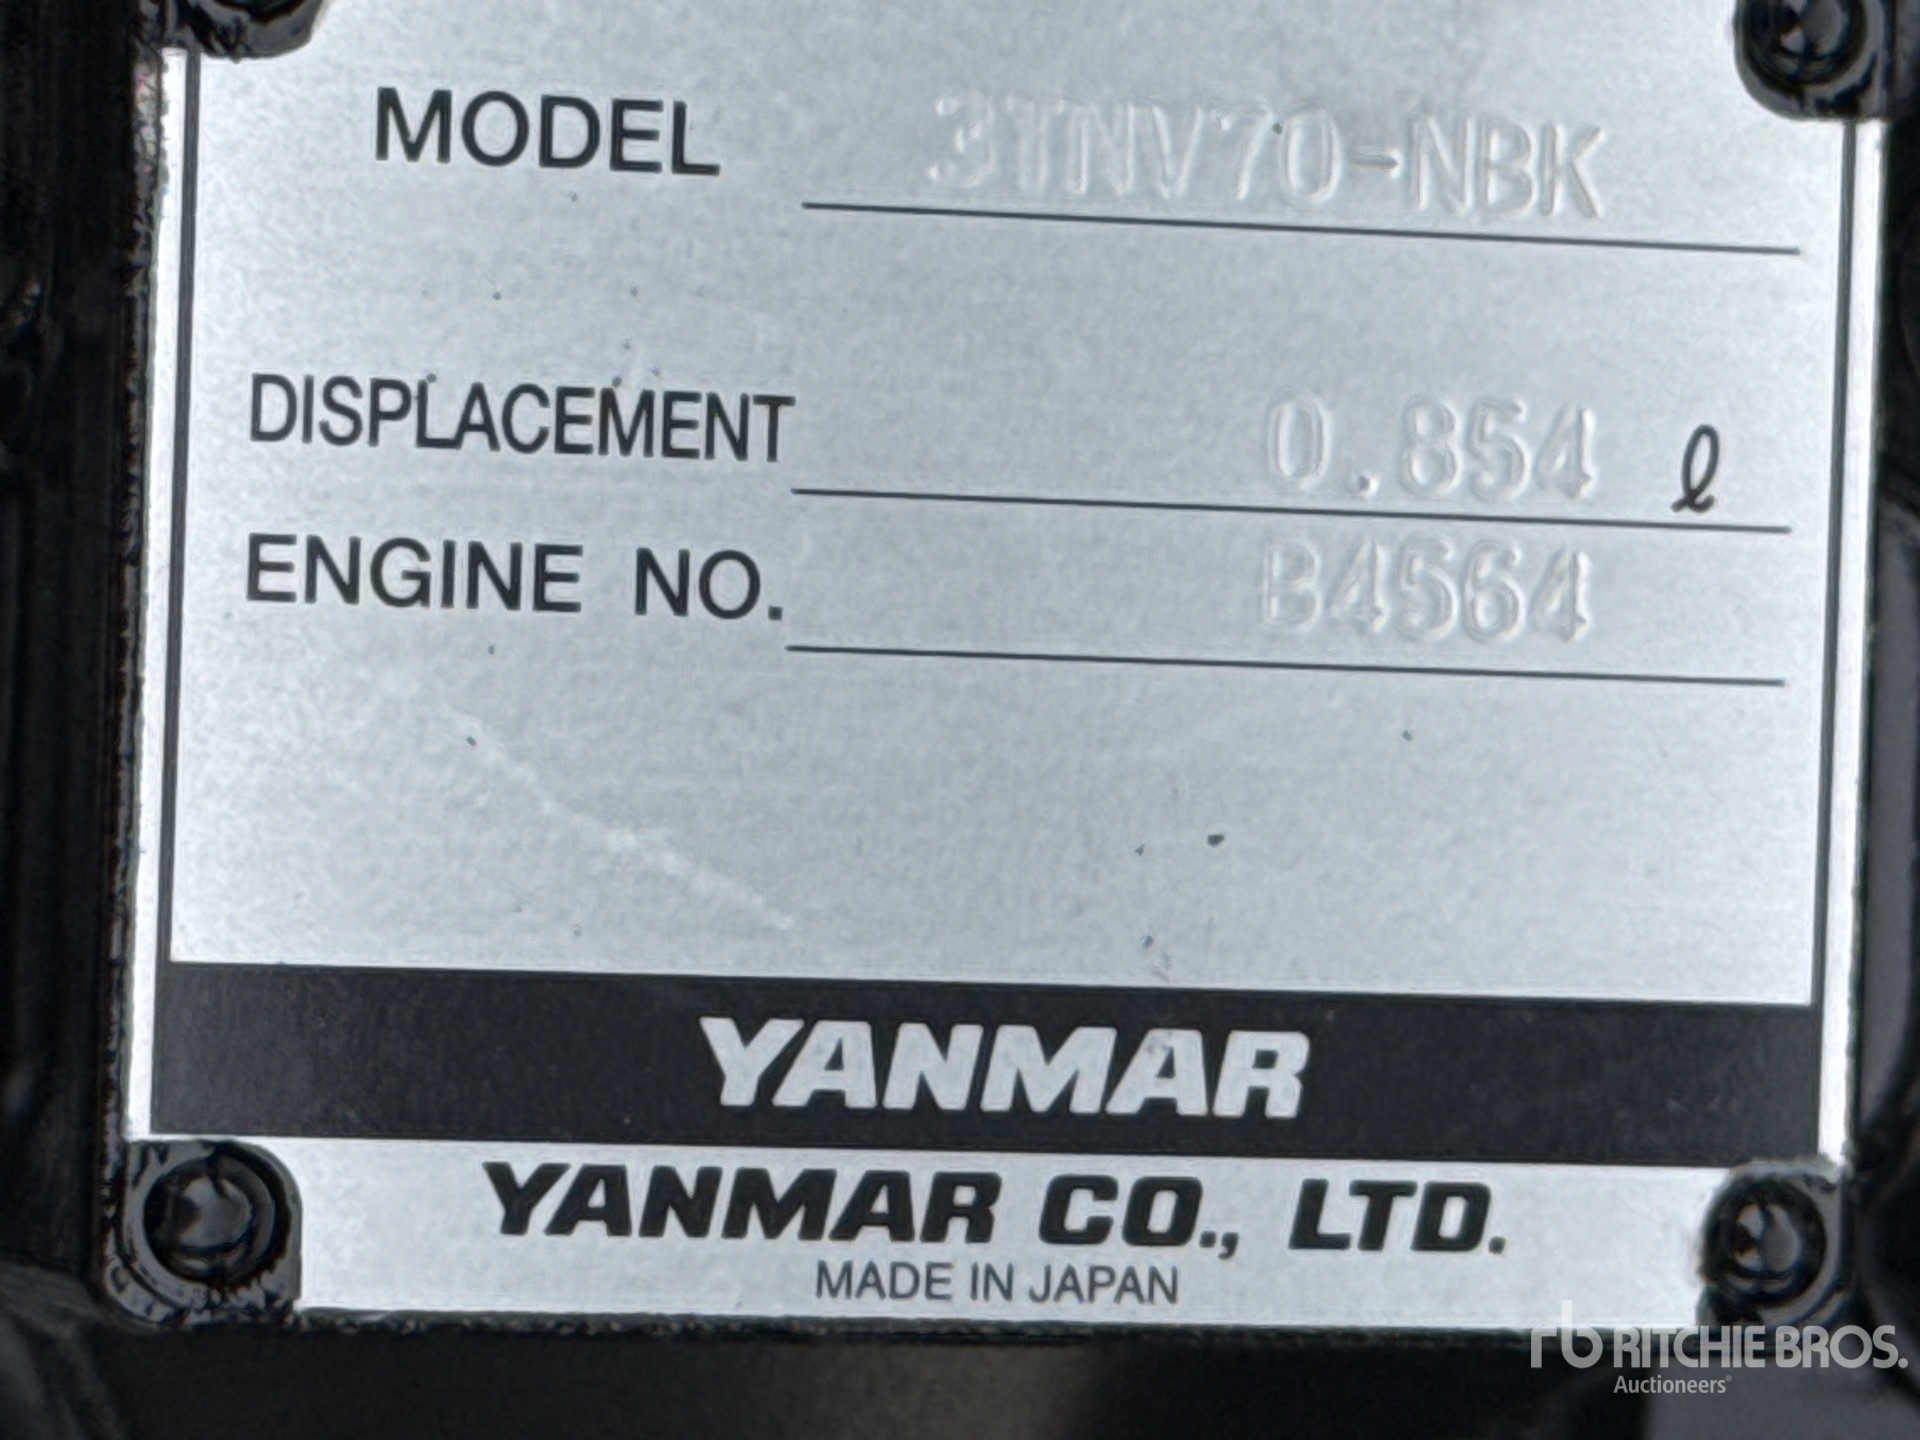 MODEL 3TNV70-NBK
DISPLACEMENT 0.854 ℓ
ENGINE NO. B4564
YANMAR
YANMAR CO., LTD.
MADE IN JAPAN
rb RITCHIE BROS.
Auctioneers®